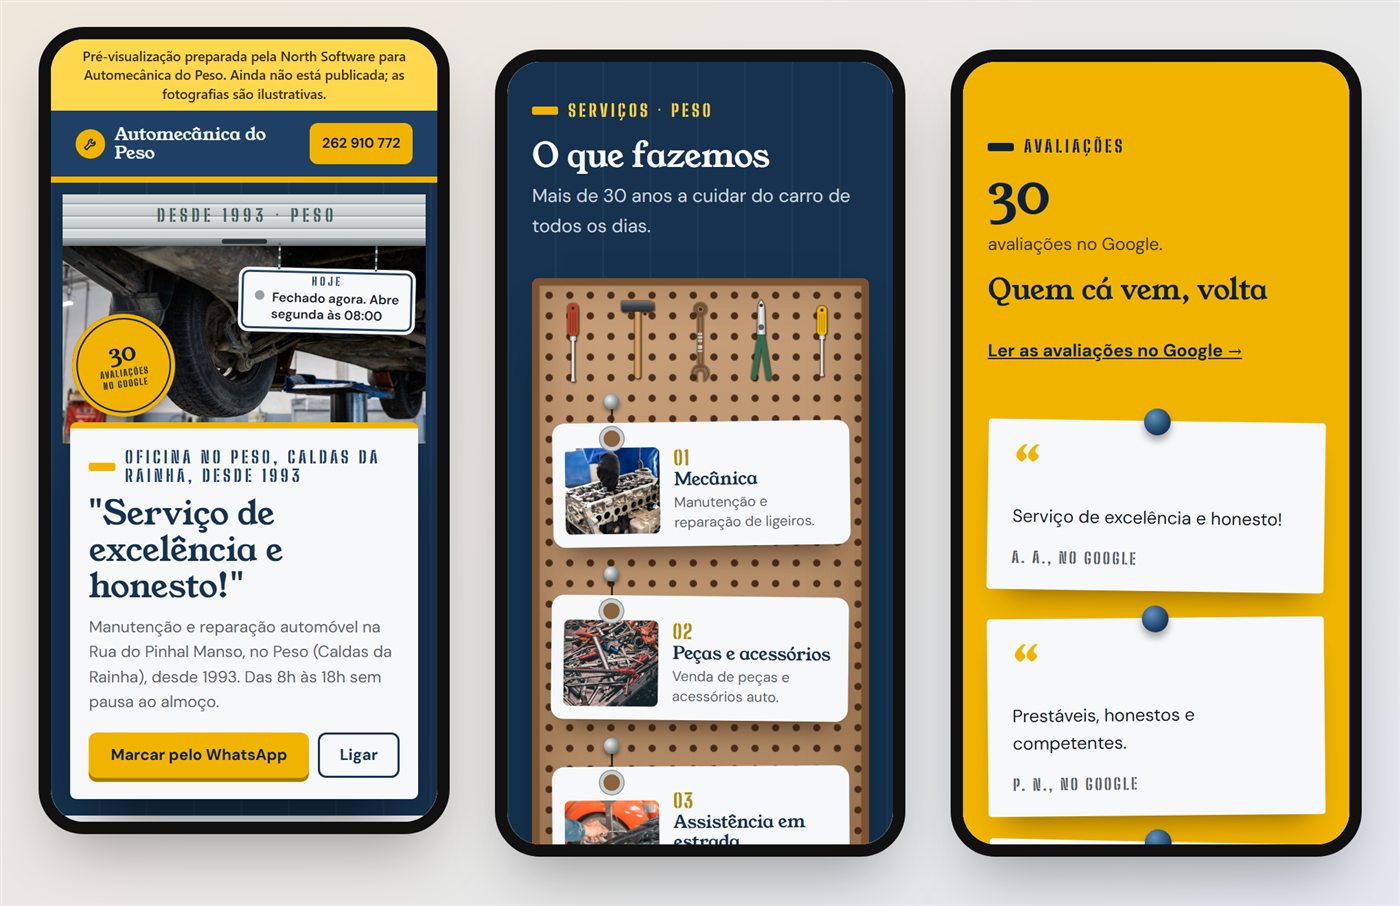 Pré-visualização preparada pela North Software para
Automecânica do Peso. Ainda não está publicada; as
fotografias são ilustrativas.
Automecânica do
Peso
262 910 772
DESDE 1993 · PESO
HOJE
Fechado agora. Abre
segunda às 08:00
30
AVALIAÇÕES
NO GOOGLE
OFICINA NO PESO, CALDAS DA
RAINHA, DESDE 1993
"Serviço de
excelência e
honesto!"
Manutenção e reparação automóvel na
Rua do Pinhal Manso, no Peso (Caldas da
Rainha), desde 1993. Das 8h às 18h sem
pausa ao almoço.
Marcar pelo WhatsApp
Ligar
SERVIÇOS · PESO
O que fazemos
Mais de 30 anos a cuidar do carro de
todos os dias.
01
Mecânica
Manutenção e
reparação de ligeiros.
02
Peças e acessórios
Venda de peças e
acessórios auto.
03
Assistência em
estrada
AVALIAÇÕES
30
avaliações no Google.
Quem cá vem, volta
Ler as avaliações no Google →
“
Serviço de excelência e honesto!
A. A., NO GOOGLE
“
Prestáveis, honestos e
competentes.
P. N., NO GOOGLE